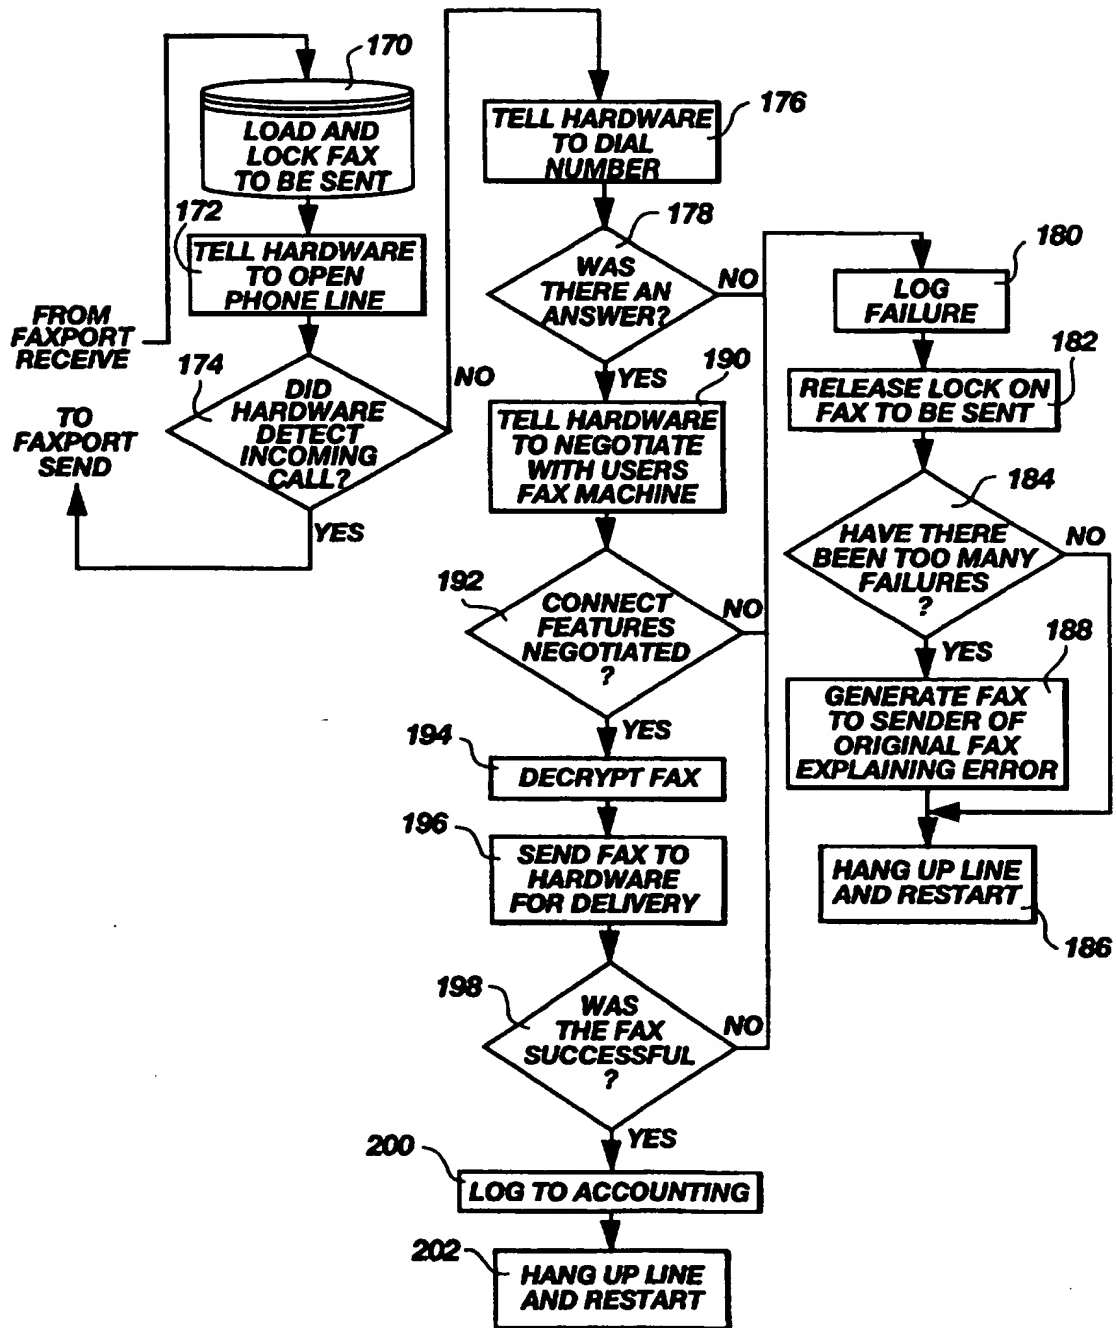 170
LOAD AND
LOCK FAX
TO BE SENT
172
TELL HARDWARE
TO OPEN
PHONE LINE
FROM
FAXPORT
RECEIVE
174
DID
HARDWARE
DETECT
INCOMING
CALL?
NO
YES
TO
FAXPORT
SEND
176
TELL HARDWARE
TO DIAL
NUMBER
178
WAS
THERE AN
ANSWER?
NO
YES
190
TELL HARDWARE
TO NEGOTIATE
WITH USERS
FAX MACHINE
192
CONNECT
FEATURES
NEGOTIATED
?
NO
YES
194
DECRYPT FAX
196
SEND FAX TO
HARDWARE
FOR DELIVERY
198
WAS
THE FAX
SUCCESSFUL
?
NO
YES
200
LOG TO ACCOUNTING
202
HANG UP LINE
AND RESTART
180
LOG
FAILURE
182
RELEASE LOCK ON
FAX TO BE SENT
184
HAVE THERE
BEEN TOO MANY
FAILURES
?
NO
YES
188
GENERATE FAX
TO SENDER OF
ORIGINAL FAX
EXPLAINING ERROR
HANG UP LINE
AND RESTART
186